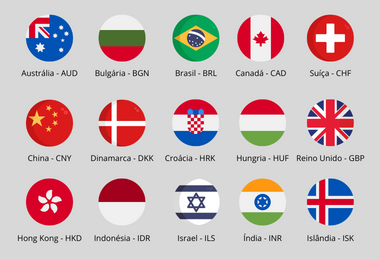 Austrália - AUD
Bulgária - BGN
Brasil - BRL
Canadá - CAD
Suíça - CHF
China - CNY
Dinamarca - DKK
Croácia - HRK
Hungria - HUF
Reino Unido - GBP
Hong Kong - HKD
Indonésia - IDR
Israel - ILS
Índia - INR
Islândia - ISK